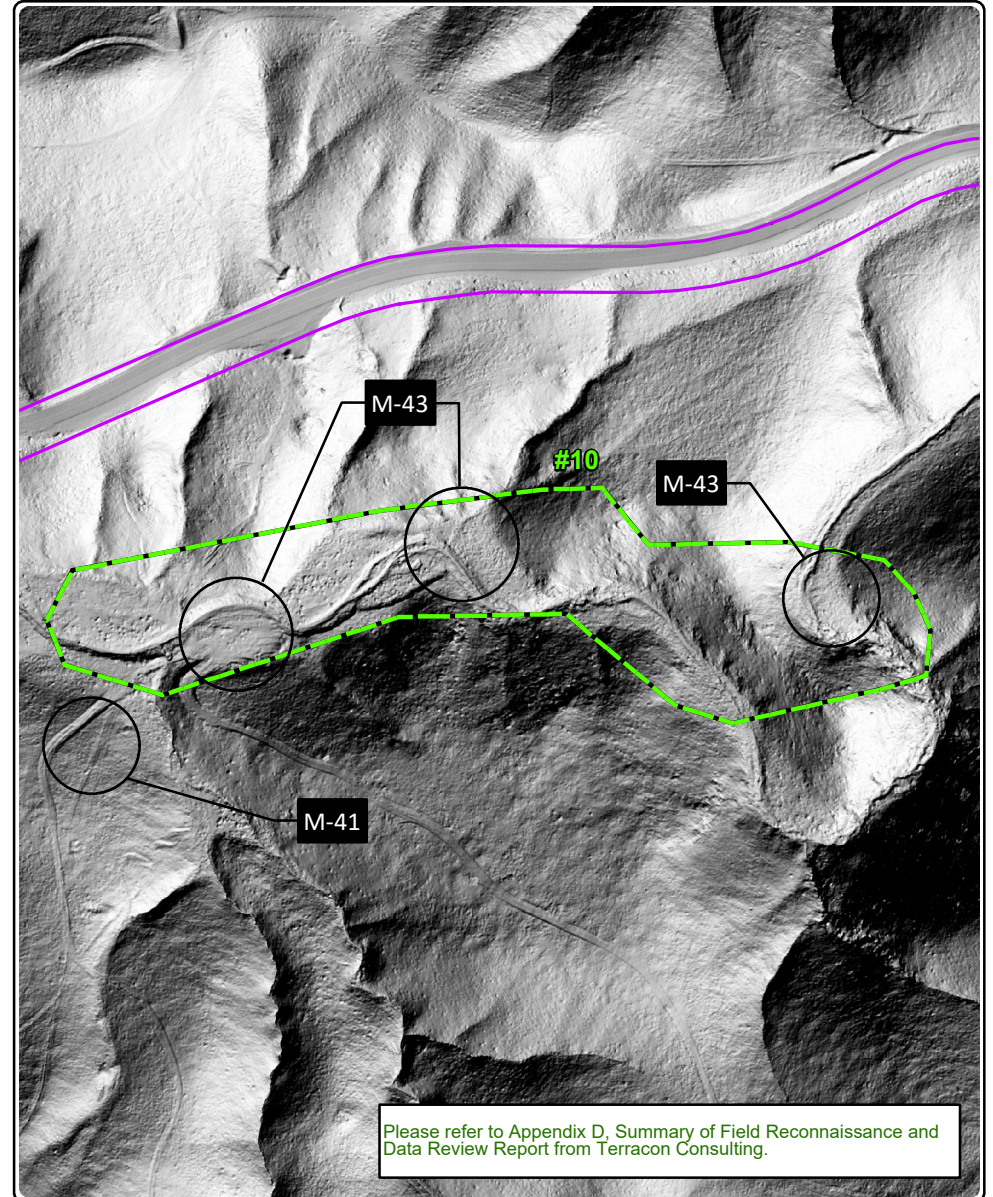 M-43
#10
M-43
M-41
Please refer to Appendix D, Summary of Field Reconnaissance and
Data Review Report from Terracon Consulting.